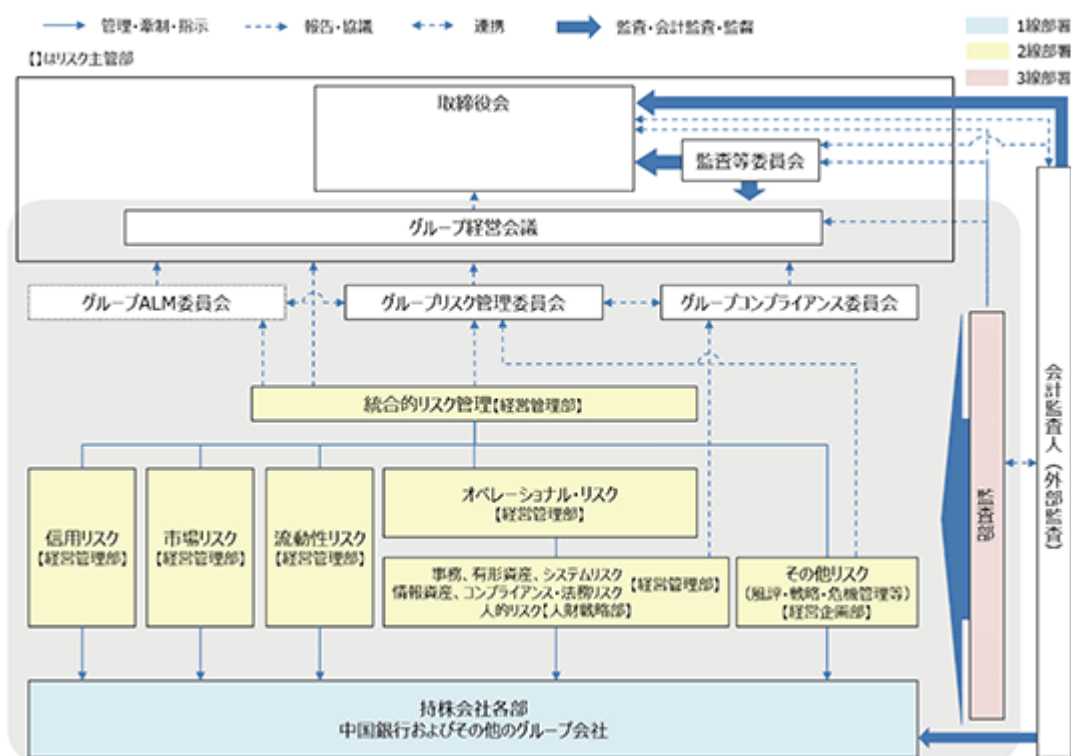 管理・牽制・指示
報告・協議
連携
監査・会計監査・監督
1線部署
2線部署
3線部署
【】はリスク主管部
取締役会
監査等委員会
グループ経営会議
グループALM委員会
グループリスク管理委員会
グループコンプライアンス委員会
統合的リスク管理【経営管理部】
信用リスク
【経営管理部】
市場リスク
【経営管理部】
流動性リスク
【経営管理部】
オペレーショナル・リスク
【経営管理部】
事務、有形資産、システムリスク
情報資産、コンプライアンス・法務リスク
【経営管理部】
人的リスク【人財戦略部】
その他リスク
(風評・戦略・危機管理等)
【経営企画部】
監査部
会計監査人(外部監査)
持株会社各部
中国銀行およびその他のグループ会社